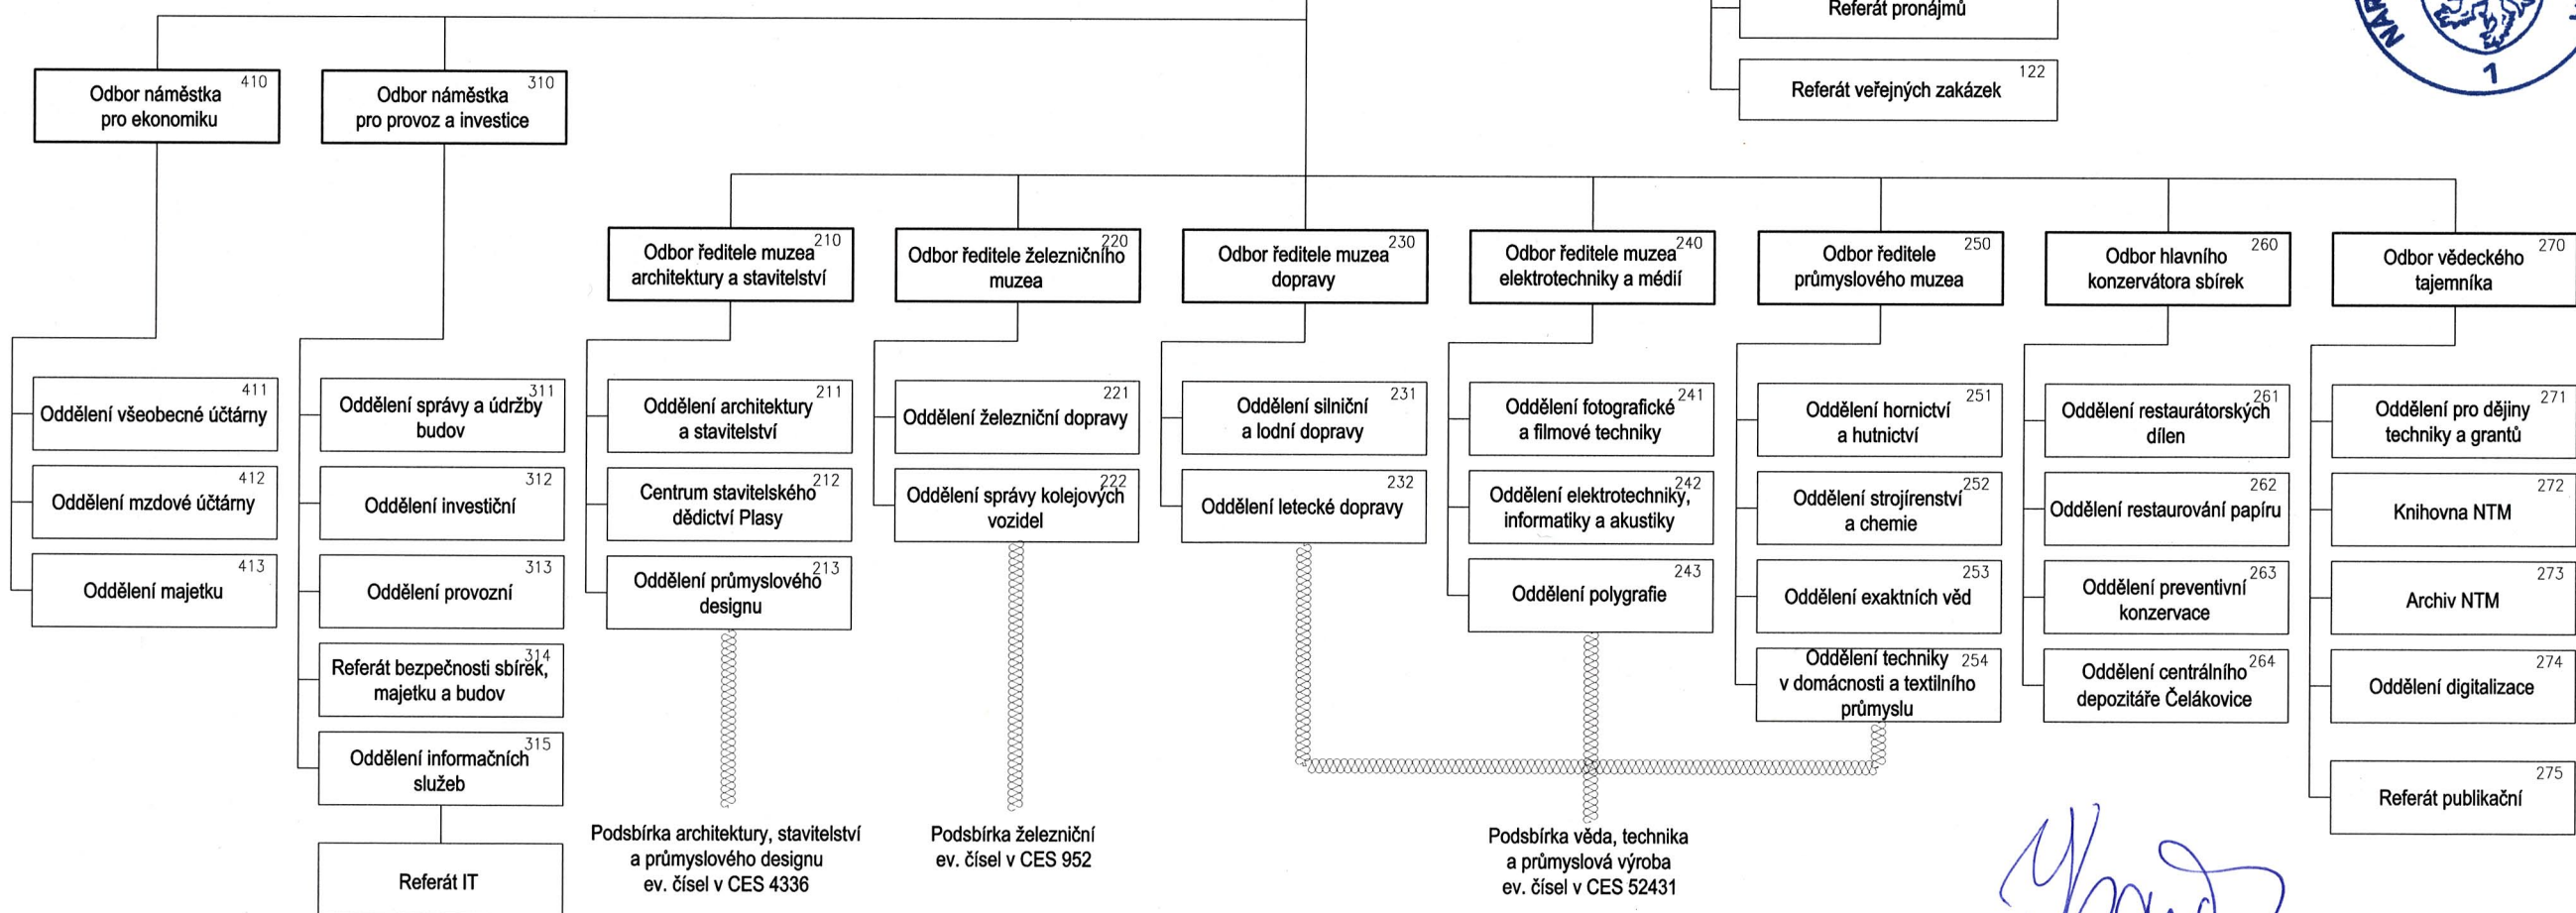 Referát pronájmů
NÁR
1
122
Referát veřejných zakázek
410
Odbor náměstka
pro ekonomiku
310
Odbor náměstka
pro provoz a investice
210
Odbor ředitele muzea
architektury a stavitelství
220
Odbor ředitele železničního
muzea
230
Odbor ředitele muzea
dopravy
240
Odbor ředitele muzea
elektrotechniky a médií
250
Odbor ředitele
průmyslového muzea
260
Odbor hlavního
konzervátora sbírek
270
Odbor vědeckého
tajemníka
411
Oddělení všeobecné účtárny
412
Oddělení mzdové účtárny
413
Oddělení majetku
311
Oddělení správy a údržby
budov
312
Oddělení investiční
313
Oddělení provozní
314
Referát bezpečnosti sbírek,
majetku a budov
315
Oddělení informačních
služeb
Referát IT
211
Oddělení architektury
a stavitelství
212
Centrum stavitelského
dědictví Plasy
213
Oddělení průmyslového
designu
Podsbírka architektury, stavitelství
a průmyslového designu
ev. čísel v CES 4336
221
Oddělení železniční dopravy
222
Oddělení správy kolejových
vozidel
Podsbírka železniční
ev. čísel v CES 952
231
Oddělení silniční
a lodní dopravy
232
Oddělení letecké dopravy
241
Oddělení fotografické
a filmové techniky
242
Oddělení elektrotechniky,
informatiky a akustiky
243
Oddělení polygrafie
Podsbírka věda, technika
a průmyslová výroba
ev. čísel v CES 52431
251
Oddělení hornictví
a hutnictví
252
Oddělení strojírenství
a chemie
253
Oddělení exaktních věd
254
Oddělení techniky
v domácnosti a textilního
průmyslu
261
Oddělení restaurátorských
dílen
262
Oddělení restaurování papíru
263
Oddělení preventivní
konzervace
264
Oddělení centrálního
depozitáře Čelákovice
271
Oddělení pro dějiny
techniky a grantů
272
Knihovna NTM
273
Archiv NTM
274
Oddělení digitalizace
275
Referát publikační